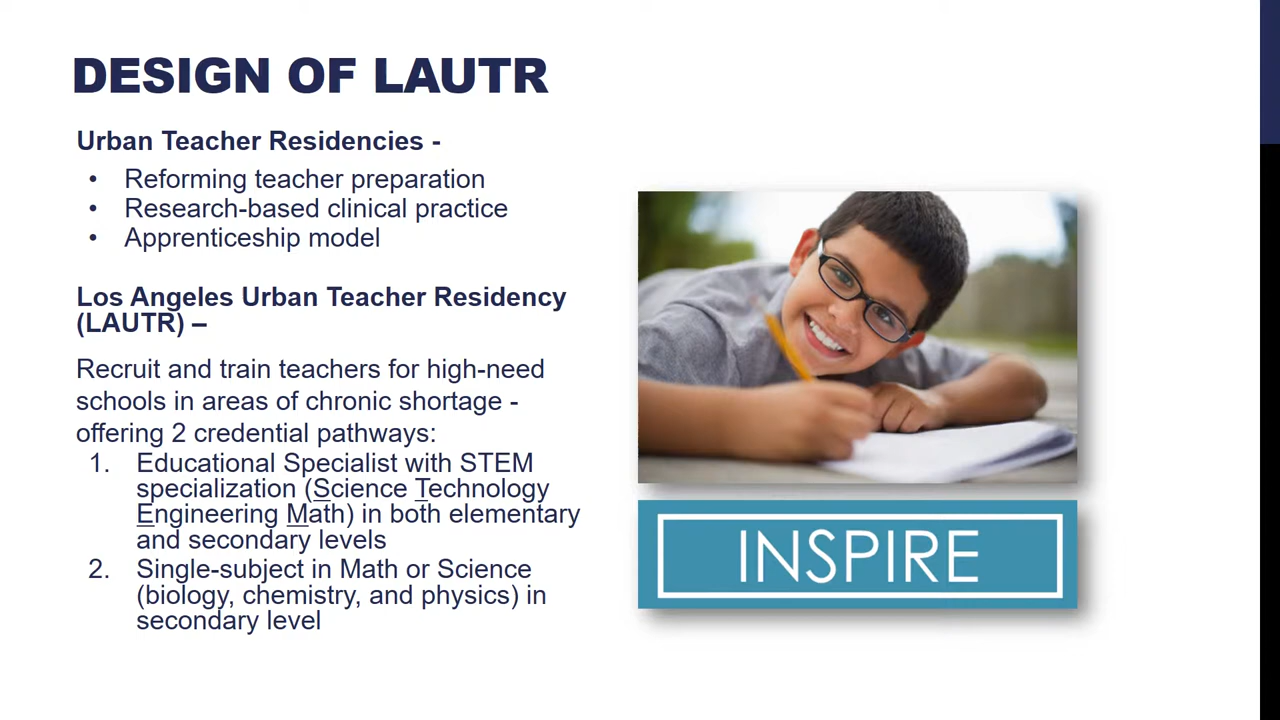 DESIGN OF LAUTR
Urban Teacher Residencies -
• Reforming teacher preparation
• Research-based clinical practice
• Apprenticeship model
Los Angeles Urban Teacher Residency
(LAUTR) –
Recruit and train teachers for high-need
schools in areas of chronic shortage -
offering 2 credential pathways:
1. Educational Specialist with STEM
specialization (Science Technology
Engineering Math) in both elementary
and secondary levels
2. Single-subject in Math or Science
(biology, chemistry, and physics) in
secondary level
INSPIRE